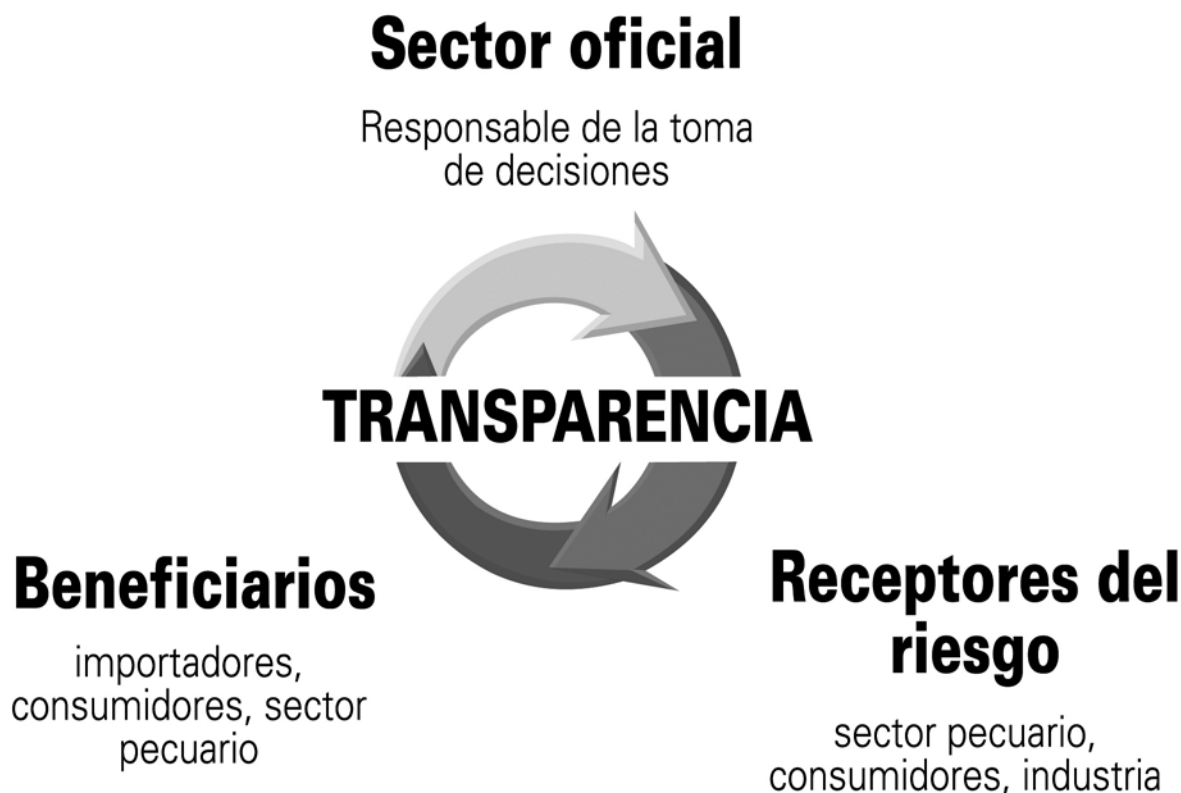 Sector oficial
Responsable de la toma
de decisiones
TRANSPARENCIA
Beneficiarios
importadores,
consumidores, sector
pecuario
Receptores del
riesgo
sector pecuario,
consumidores, industria